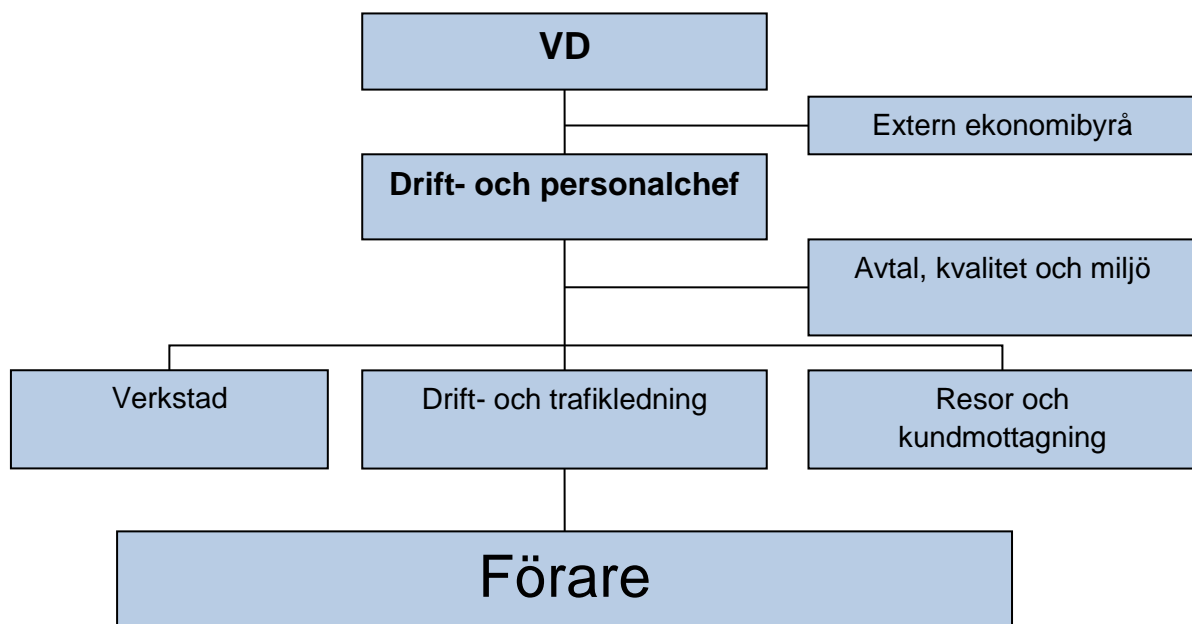 VD
Extern ekonomibyrå
Drift- och personalchef
Avtal, kvalitet och miljö
Verkstad
Drift- och trafikledning
Resor och
kundmottagning
Förare